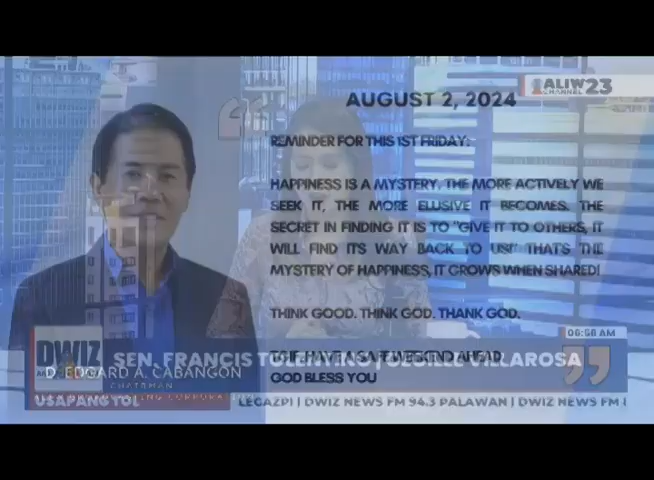 AUGUST 2, 2024
ALIW23
CHANNEL
REMINDER FOR THIS 1ST FRIDAY:
HAPPINESS IS A MYSTERY, THE MORE ACTIVELY WE
SEEK IT, THE MORE ELUSIVE IT BECOMES. THE
SECRET IN FINDING IT IS TO "GIVE IT TO OTHERS, IT
WILL FIND IT'S WAY BACK TO US!" THAT'S THE
MYSTERY OF HAPPINESS, IT GROWS WHEN SHARED!
THINK GOOD. THINK GOD. THANK GOD.
TGIF. HAVE A SAFE WEEKEND AHEAD.
GOD BLESS YOU
06:58 AM
DWIZ
SEN. FRANCIS TOLENTINO
VILLAROSA
EDGARD A. CABANGON
CHAIRMAN
USAPANG TOL
LEGAZPI | DWIZ NEWS FM 94.3 PALAWAN | DWIZ NEWS FM